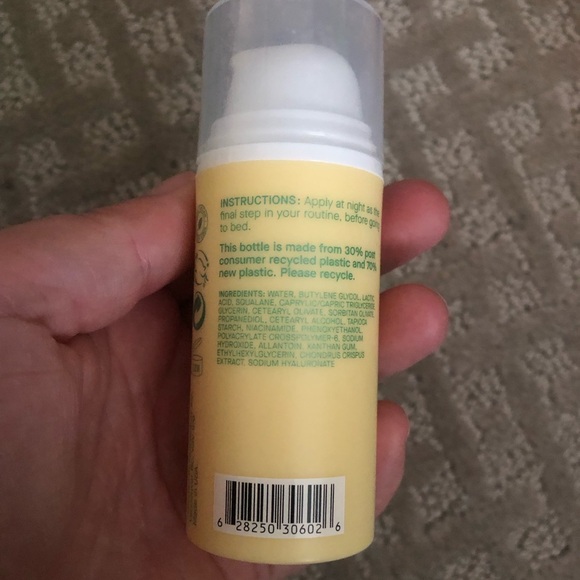 INSTRUCTIONS: Apply at night as the
final step in your routine, before going
to bed.
This bottle is made from 30% post
consumer recycled plastic and 70%
new plastic. Please recycle.
INGREDIENTS: WATER, BUTYLENE GLYCOL, LACTIC
ACID, SQUALANE, CAPRYLIC/CAPRIC TRIGLYCERIDE,
GLYCERIN, CETEARYL OLIVATE, SORBITAN OLIVATE,
PROPANEDIOL, CETEARYL ALCOHOL, TAPIOCA
STARCH, NIACINAMIDE, PHENOXYETHANOL,
POLYACRYLATE CROSSPOLYMER-6, SODIUM
HYDROXIDE, ALLANTOIN, XANTHAN GUM,
ETHYLHEXYLGLYCERIN, CHONDRUS CRISPUS
EXTRACT, SODIUM HYALURONATE
6 28250 30602 6